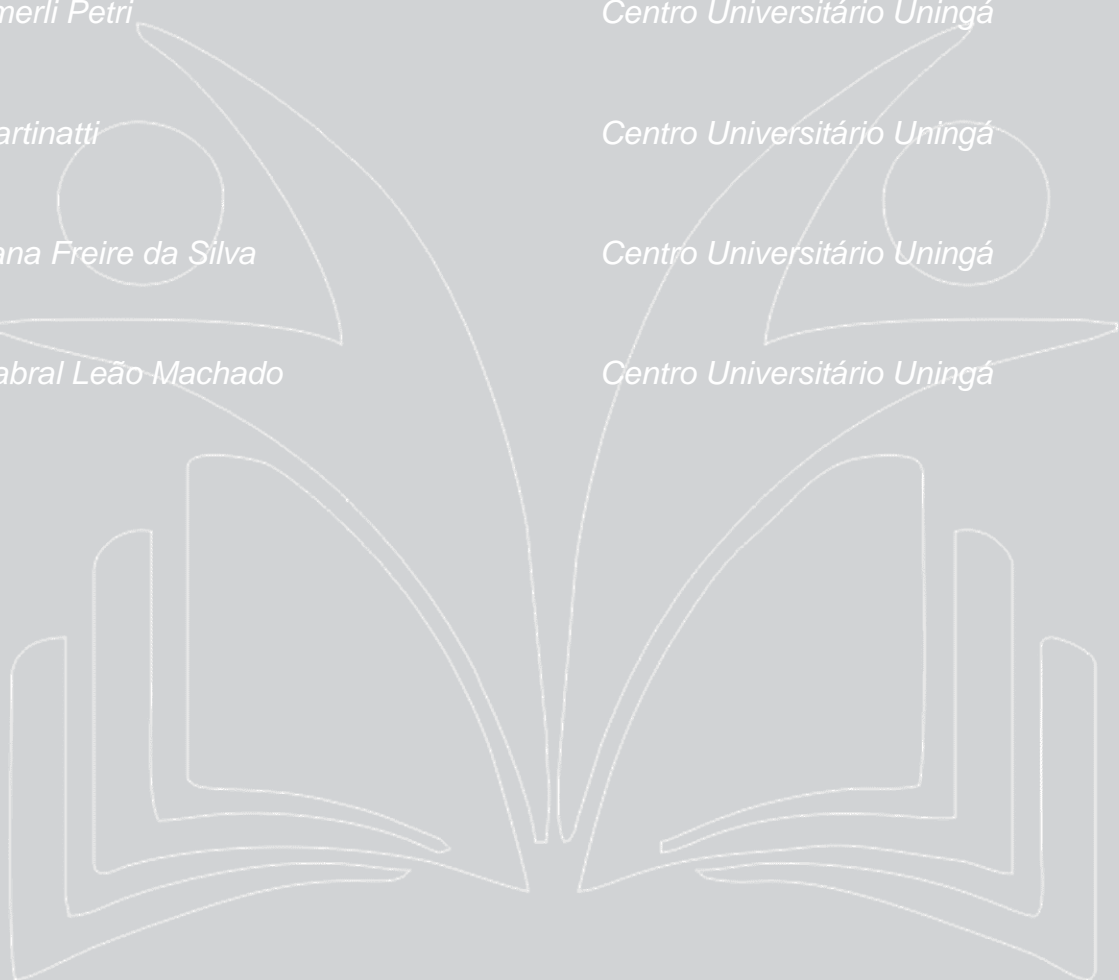 merli Petri Centro Universitário Uningá
artinatti Centro Universitário Uningá
ana Freire da Silva Centro Universitário Uningá
abral Leão Machado Centro Universitário Uningá